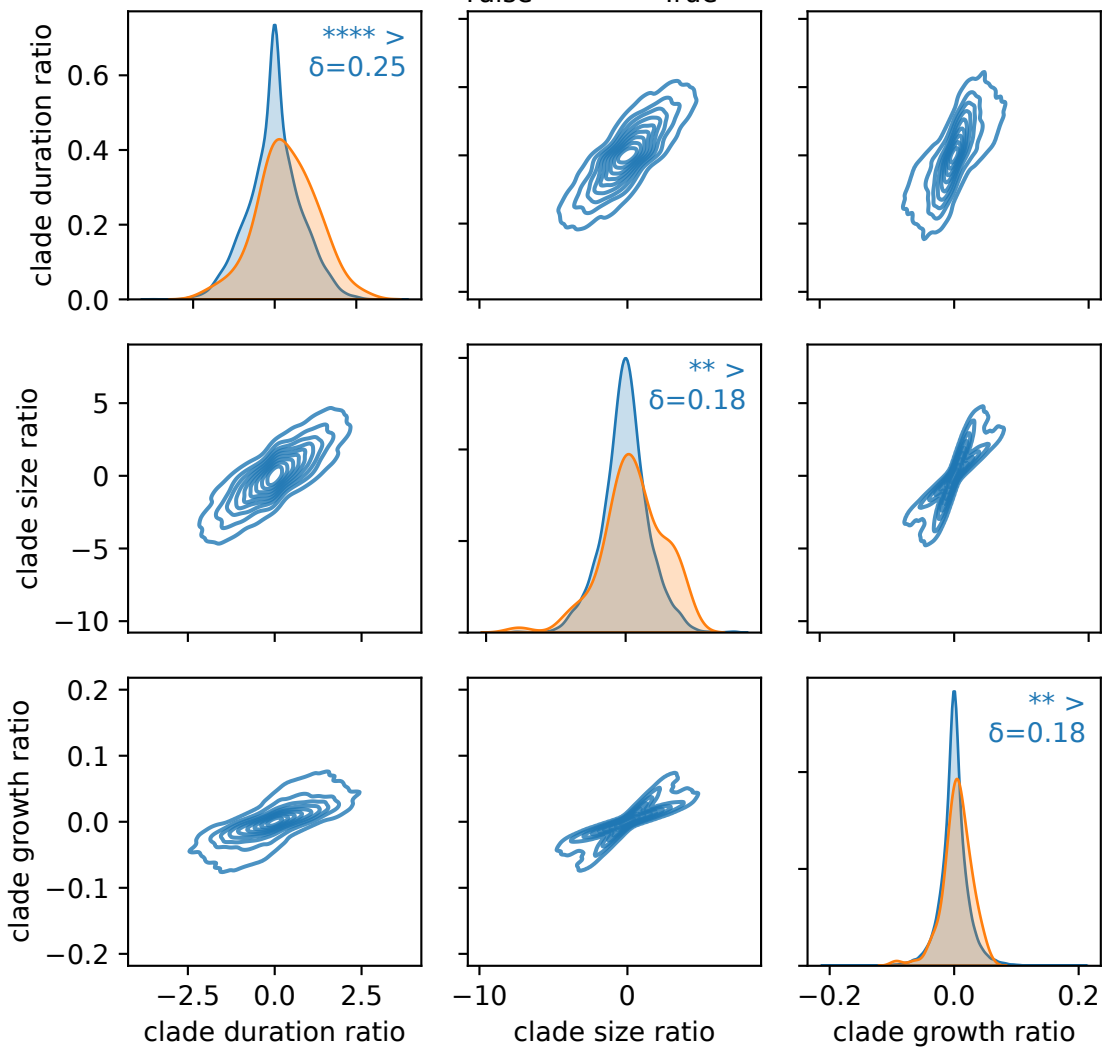 False True
clade duration ratio
0.6
0.4
0.2
0.0
**** >
δ=0.25
clade size ratio
5
0
−5
−10
** >
δ=0.18
clade growth ratio
0.2
0.1
0.0
−0.1
−0.2
** >
δ=0.18
−2.5 0.0 2.5
−10 0
−0.2 0.0 0.2
clade duration ratio
clade size ratio
clade growth ratio